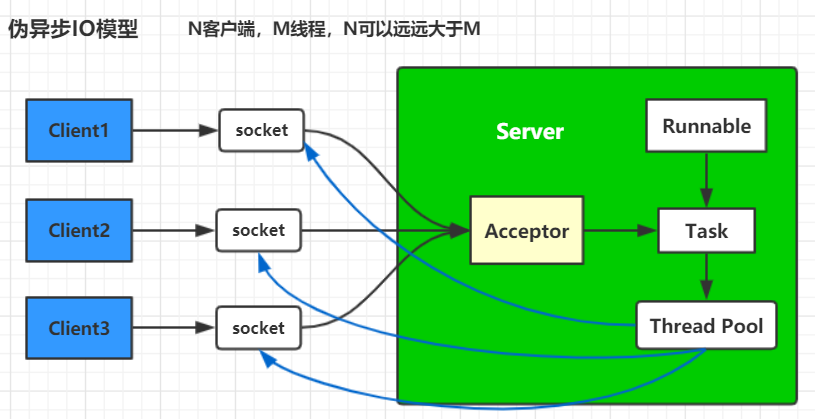 伪异步IO模型
N客户端，M线程，N可以远远大于M
Client1
socket
Server
Runnable
Client2
socket
Acceptor
Task
Client3
socket
Thread Pool